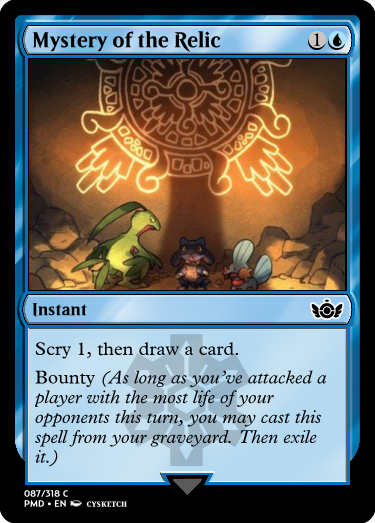 Mystery of the Relic 1
Instant
Scry 1, then draw a card.
Bounty (As long as you've attacked a
player with the most life of your
opponents this turn, you may cast this
spell from your graveyard. Then exile
it.)
087/318 C
PMD • EN CYSKETCH